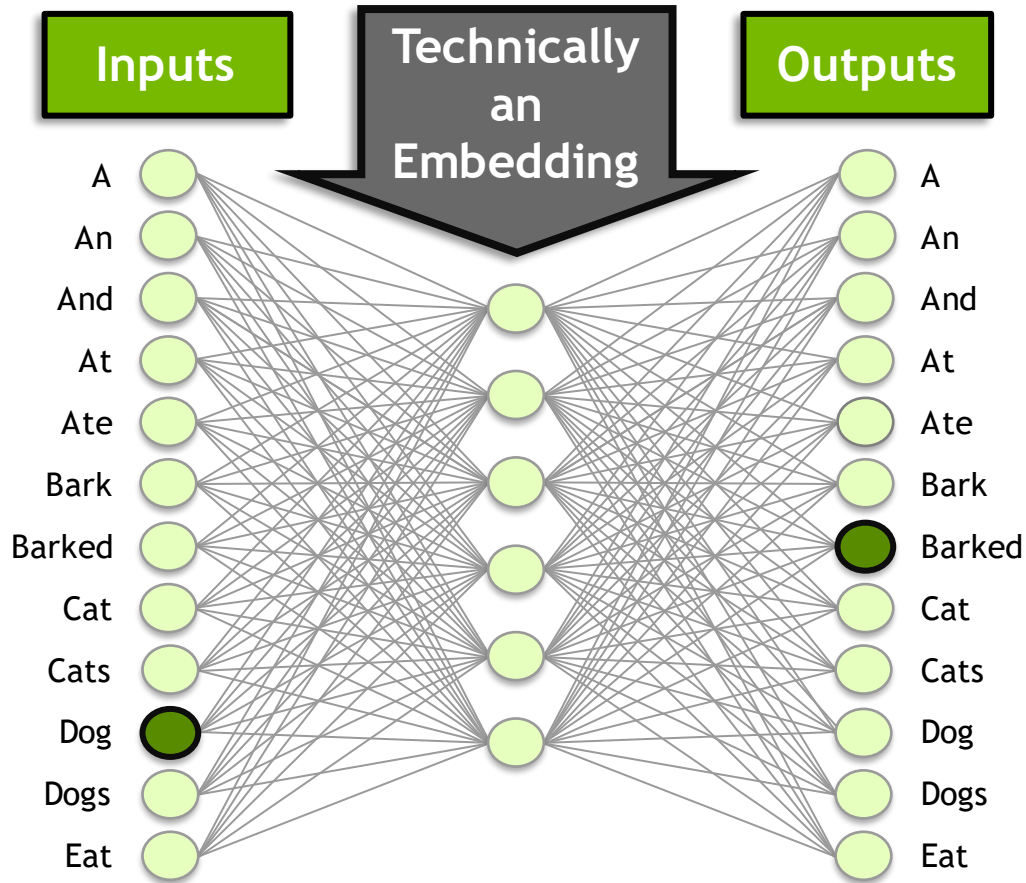 Inputs
Technically
an
Embedding
Outputs
A
An
And
At
Ate
Bark
Barked
Cat
Cats
Dog
Dogs
Eat
A
An
And
At
Ate
Bark
Barked
Cat
Cats
Dog
Dogs
Eat